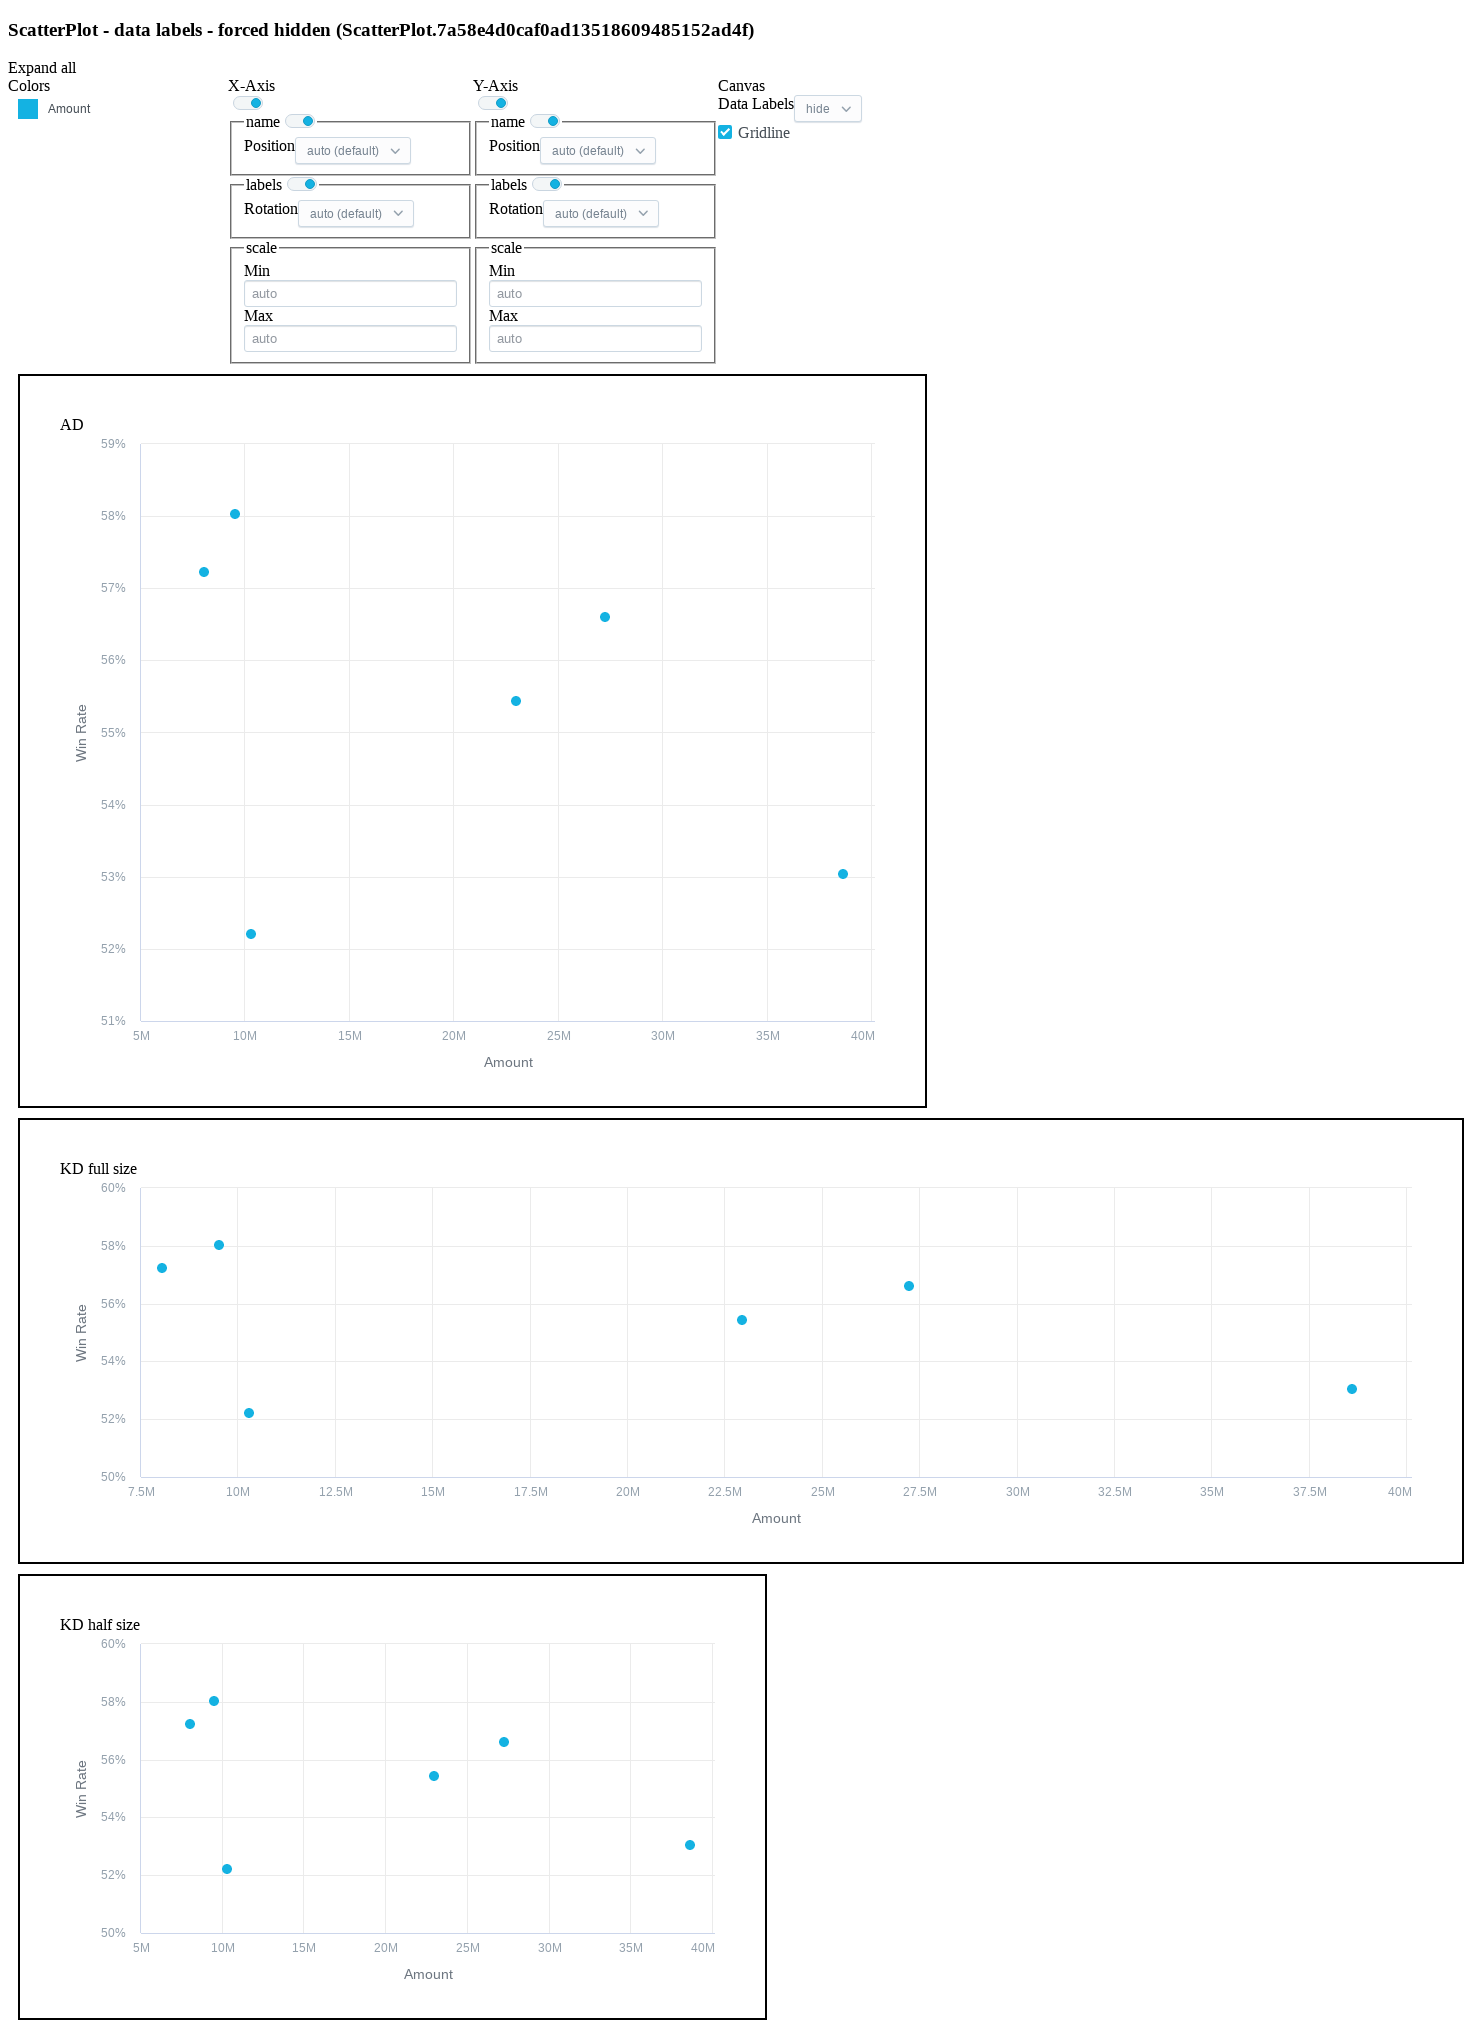 ScatterPlot - data labels - forced hidden (ScatterPlot.7a58e4d0caf0ad13518609485152ad4f)
Expand all
Colors
Amount
X-Axis
name
Position auto (default)
labels
Rotation auto (default)
scale
Min
auto
Max
auto
Y-Axis
name
Position auto (default)
labels
Rotation auto (default)
scale
Min
auto
Max
auto
Canvas
Data Labels hide
Gridline
AD
59%
58%
57%
56%
55%
54%
53%
52%
51%
Win Rate
5M 10M 15M 20M 25M 30M 35M 40M
Amount
KD full size
60%
58%
56%
54%
52%
50%
Win Rate
7.5M 10M 12.5M 15M 17.5M 20M 22.5M 25M 27.5M 30M 32.5M 35M 37.5M 40M
Amount
KD half size
60%
58%
56%
54%
52%
50%
Win Rate
5M 10M 15M 20M 25M 30M 35M 40M
Amount